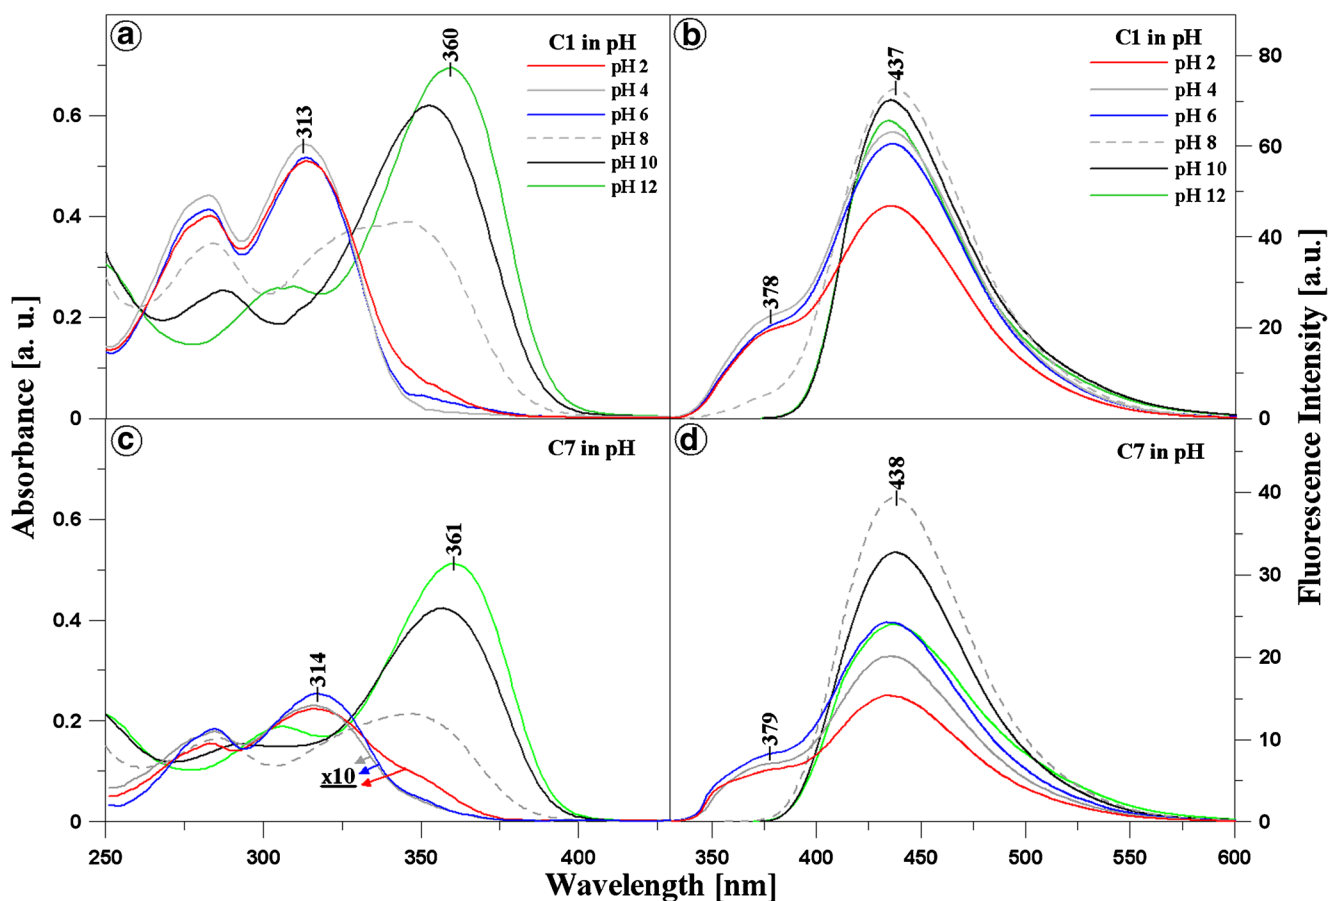 a
C1 in pH
pH 2
pH 4
pH 6
pH 8
pH 10
pH 12
313
360
0.6
0.4
0.2
0
b
C1 in pH
pH 2
pH 4
pH 6
pH 8
pH 10
pH 12
437
378
80
60
40
20
0
c
C7 in pH
314
361
x10
0.6
0.4
0.2
0
250
300
350
400
d
C7 in pH
438
379
40
30
20
10
0
350
400
450
500
550
600
Absorbance [a. u.]
Fluorescence Intensity [a.u.]
Wavelength [nm]